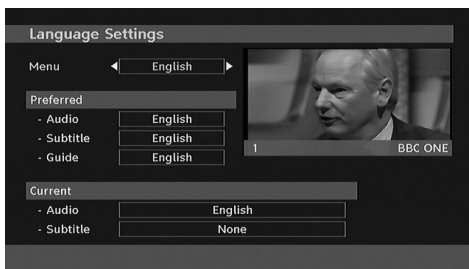 Language Settings
Menu English
1 BBC ONE
Preferred
- Audio English
- Subtitle English
- Guide English
Current
- Audio English
- Subtitle None